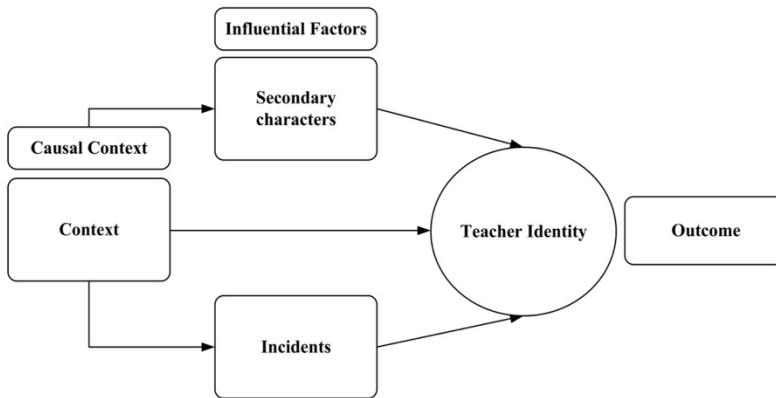 Influential Factors
Secondary
characters
Causal Context
Context
Teacher Identity
Outcome
Incidents